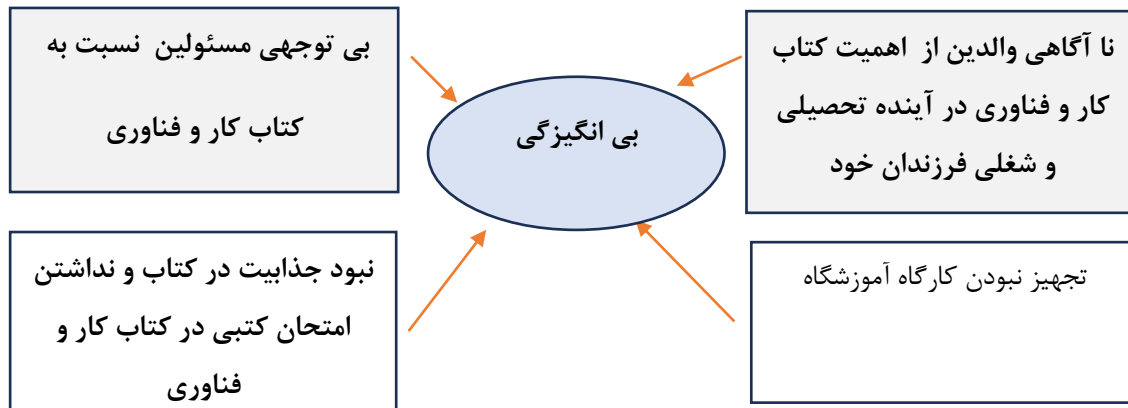 نا آگاهی والدین از اهمیت کتاب
کار و فناوری در آینده تحصیلی
و شغلی فرزندان خود
بی توجهی مسئولین نسبت به
کتاب کار و فناوری
بی انگیزگی
تجهیز نبودن کارگاه آموزشگاه
نبود جذابیت در کتاب و نداشتن
امتحان کتبی در کتاب کار و
فناوری